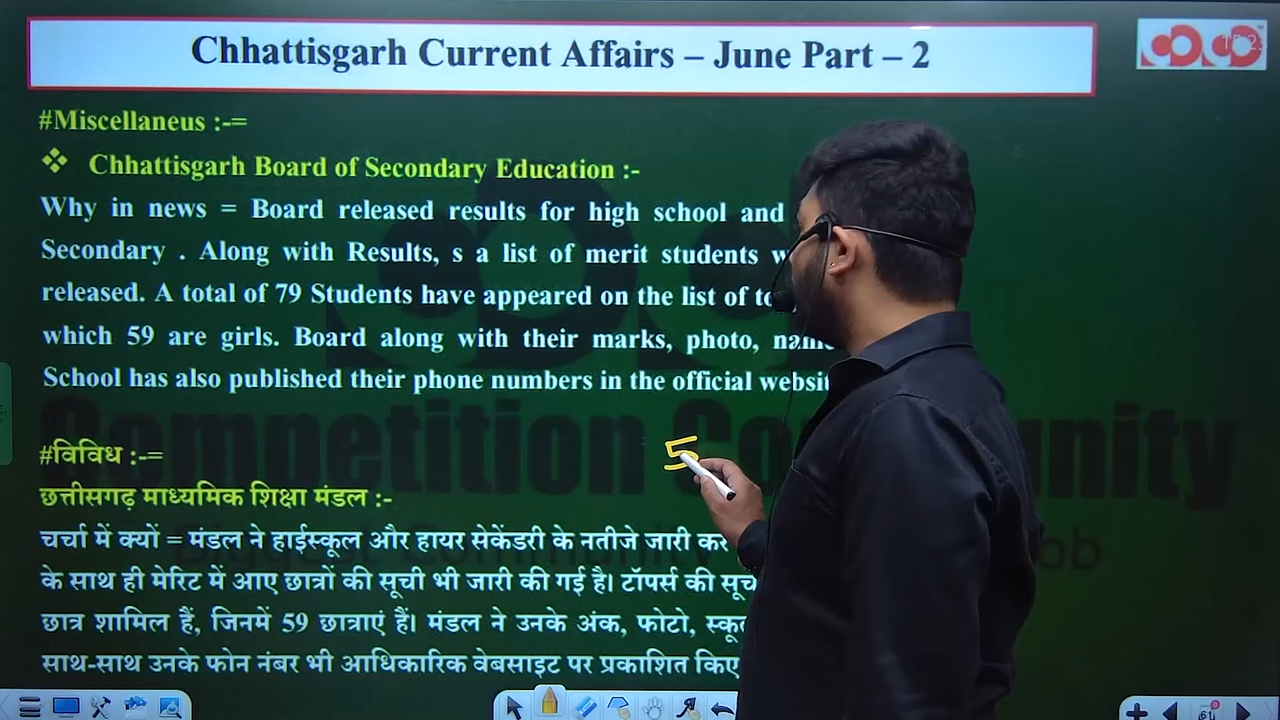 Chhattisgarh Current Affairs – June Part – 2
#Miscellaneus :-=
❖ Chhattisgarh Board of Secondary Education :-
Why in news = Board released results for high school and
Secondary . Along with Results, s a list of merit students
released. A total of 79 Students have appeared on the list of
which 59 are girls. Board along with their marks, photo,
School has also published their phone numbers in the official
5
#विविध :-=
छत्तीसगढ़ माध्यमिक शिक्षा मंडल :-
चर्चा में क्यों = मंडल ने हाईस्कूल और हायर सेकेंडरी के नतीजे जारी कर
के साथ ही मेरिट में आए छात्रों की सूची भी जारी की गई है। टॉपर्स की
छात्र शामिल हैं, जिनमें 59 छात्राएं हैं। मंडल ने उनके अंक, फोटो,
साथ-साथ उनके फोन नंबर भी आधिकारिक वेबसाइट पर प्रकाशित किए
61